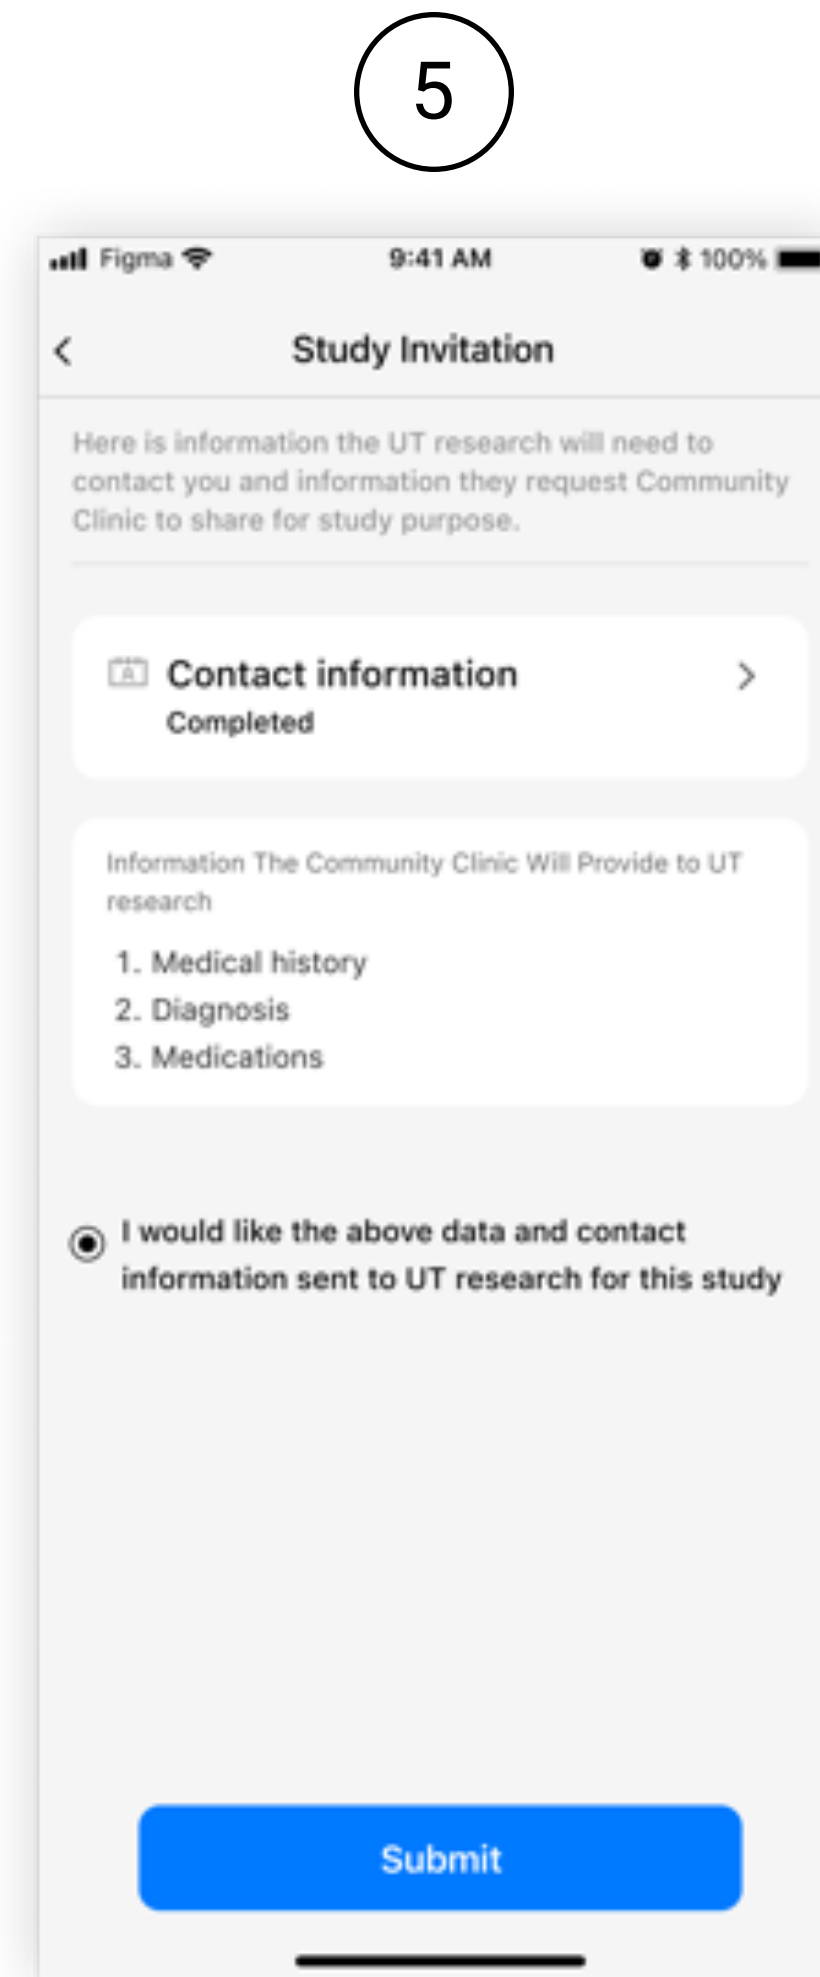 5
Figma 9:41 AM 100%
Study Invitation
Here is information the UT research will need to
contact you and information they request Community
Clinic to share for study purpose.
Contact information
Completed
Information The Community Clinic Will Provide to UT
research
1. Medical history
2. Diagnosis
3. Medications
I would like the above data and contact
information sent to UT research for this study
Submit